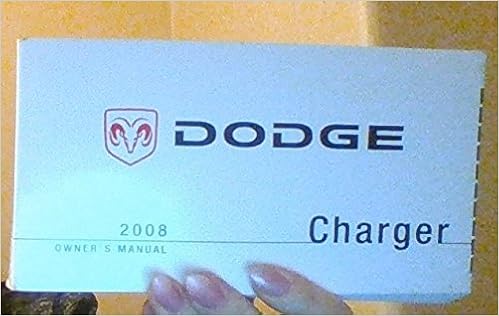 DODGE
2008
Charger
OWNER'S MANUAL